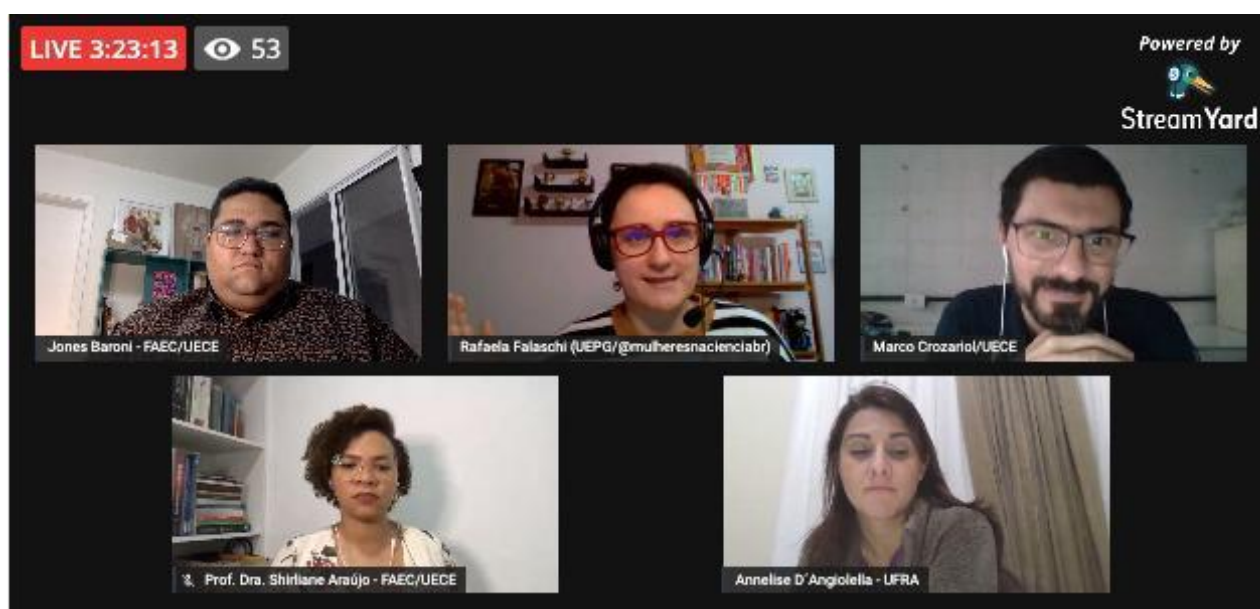 LIVE 3:23:13
53
Powered by
StreamYard
Jones Baroni - FAEC/UECE
Rafaela Falaschi (UEPG/@mulheresnacienciabr)
Marco Crozariol/UECE
Prof. Dra. Shirliane Araújo - FAEC/UECE
Annelise D´Angiolella - UFRA